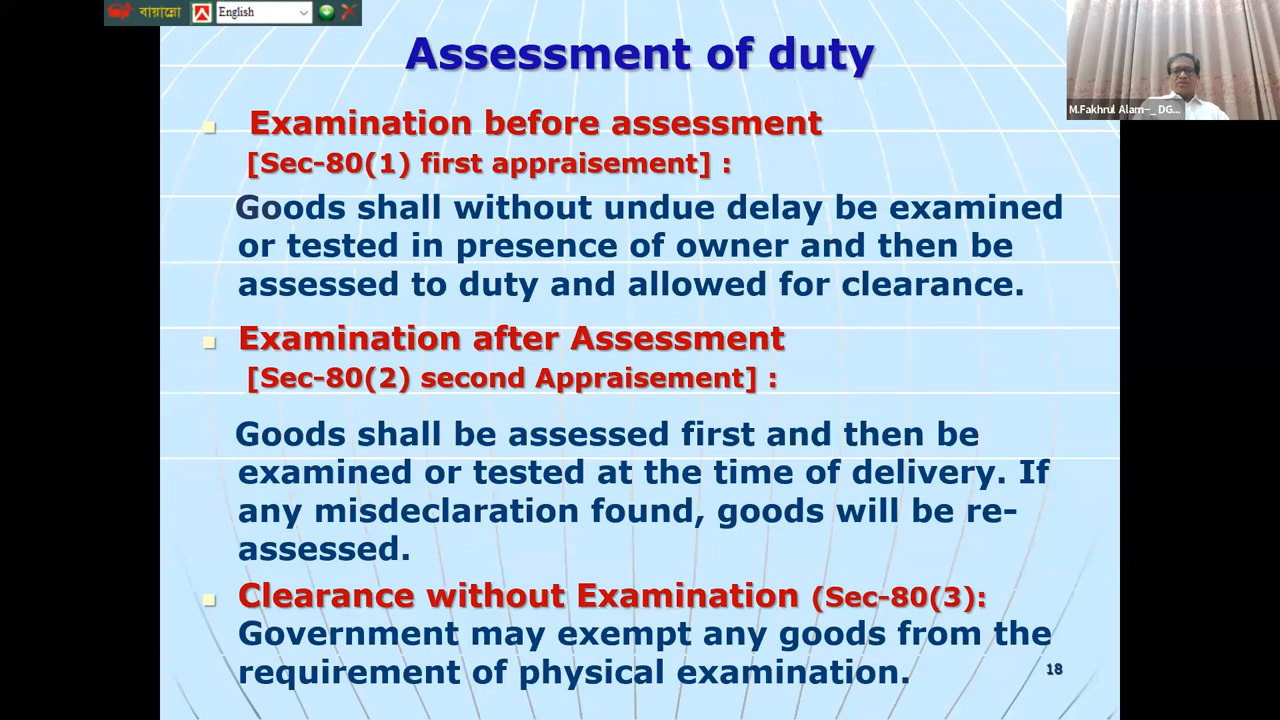 বায়ান্নো
English
Assessment of duty
M.Fakhrul Alam–_ DG...
Examination before assessment
[Sec-80(1) first appraisement] :
Goods shall without undue delay be examined
or tested in presence of owner and then be
assessed to duty and allowed for clearance.
Examination after Assessment
[Sec-80(2) second Appraisement] :
Goods shall be assessed first and then be
examined or tested at the time of delivery. If
any misdeclaration found, goods will be re-
assessed.
Clearance without Examination (Sec-80(3):
Government may exempt any goods from the
requirement of physical examination.
18